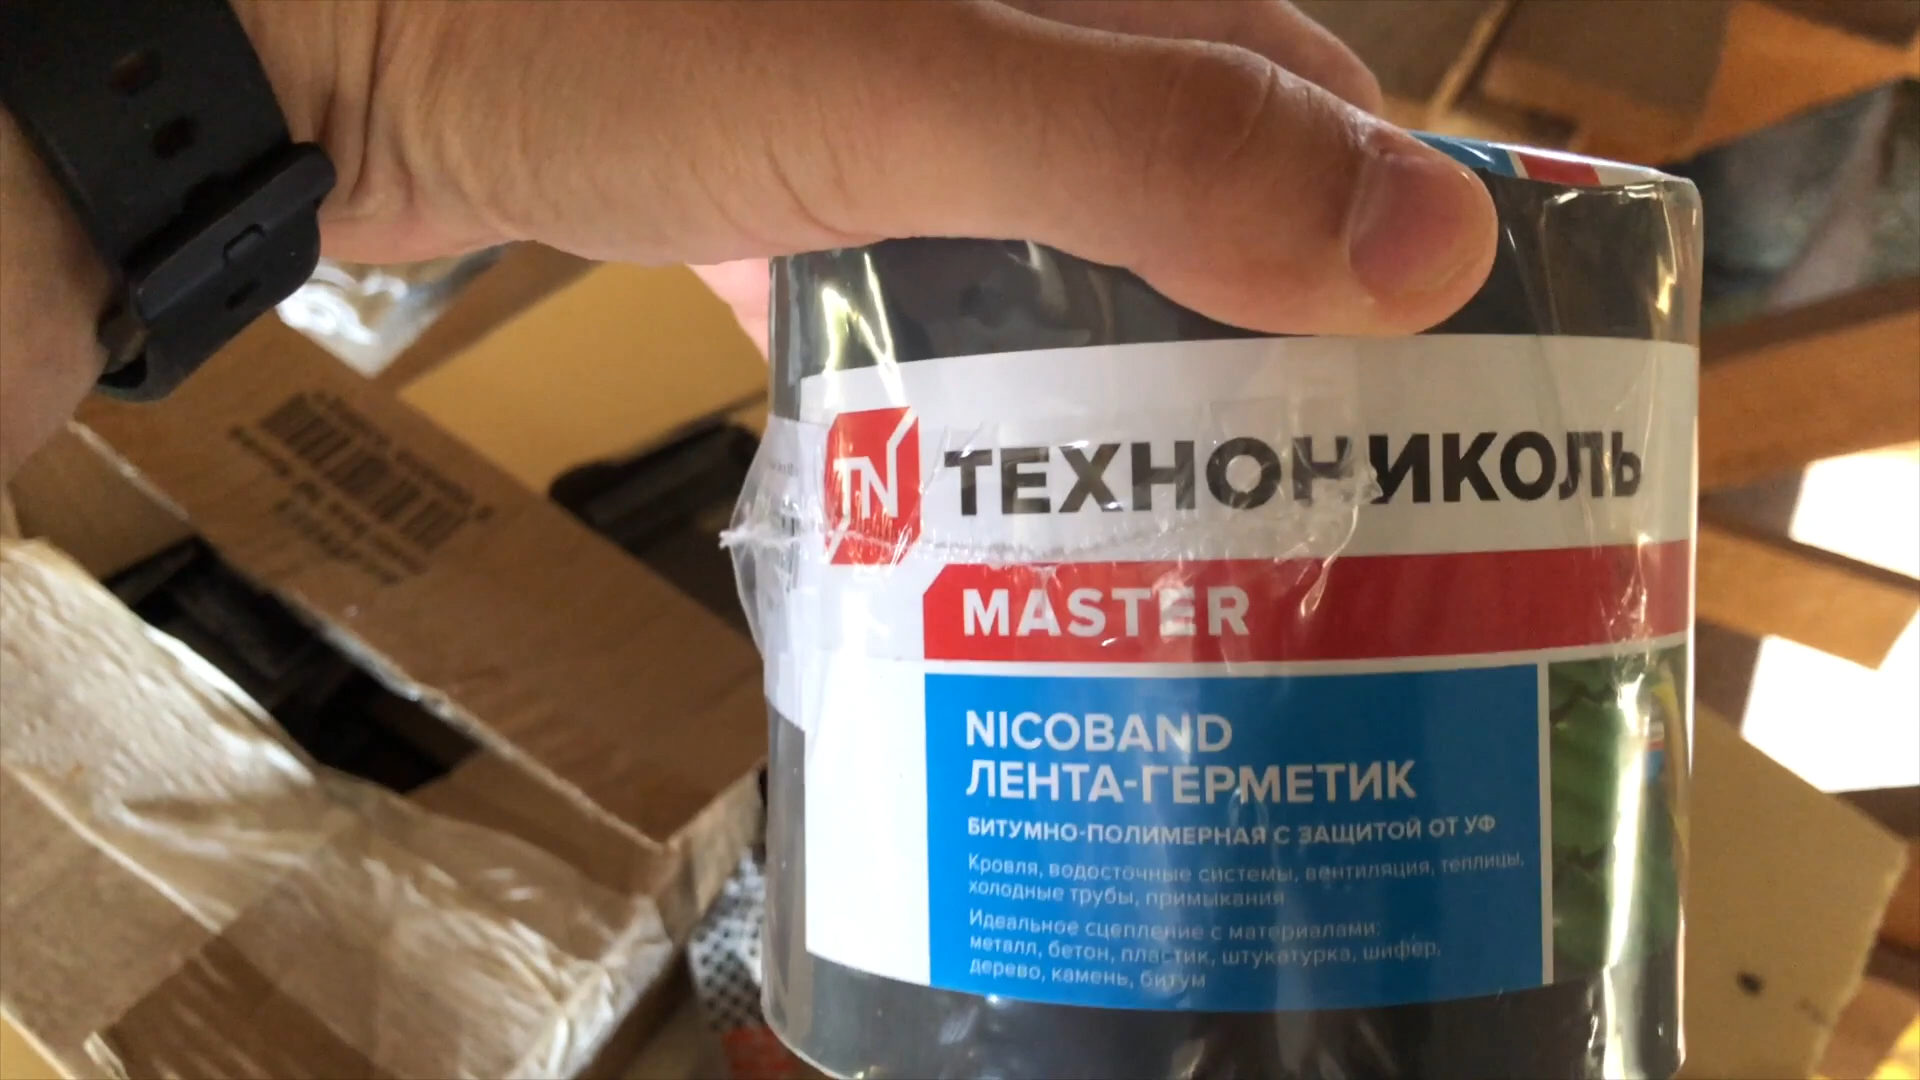 TN
ТЕХНОНИКОЛЬ
MASTER
NICOBAND
ЛЕНТА-ГЕРМЕТИК
БИТУМНО-ПОЛИМЕРНАЯ С ЗАЩИТОЙ ОТ УФ
Кровля, водосточные системы, вентиляция, теплицы,
холодные трубы, примыкания
Идеальное сцепление с материалами:
металл, бетон, пластик, штукатурка, шифер,
дерево, камень, битум